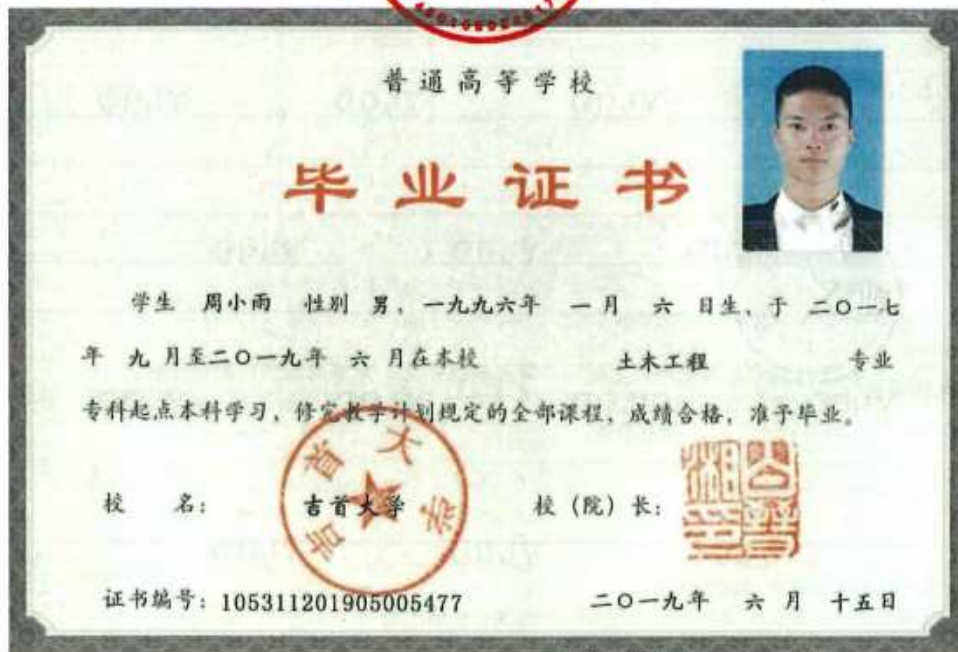 普通高等学校
毕业证书
学生 周小雨 性别 男，一九九六年 一月 六 日生、于 二〇一七
年 九 月至二〇一九年 六 月在本校 土木工程 专业
专科起点本科学习，修完教学计划规定的全部课程，成绩合格，准予毕业。
校 名： 吉首大学 校（院）长：
吉首大学
证书编号：105311201905005477 二〇一九年 六 月 十五日